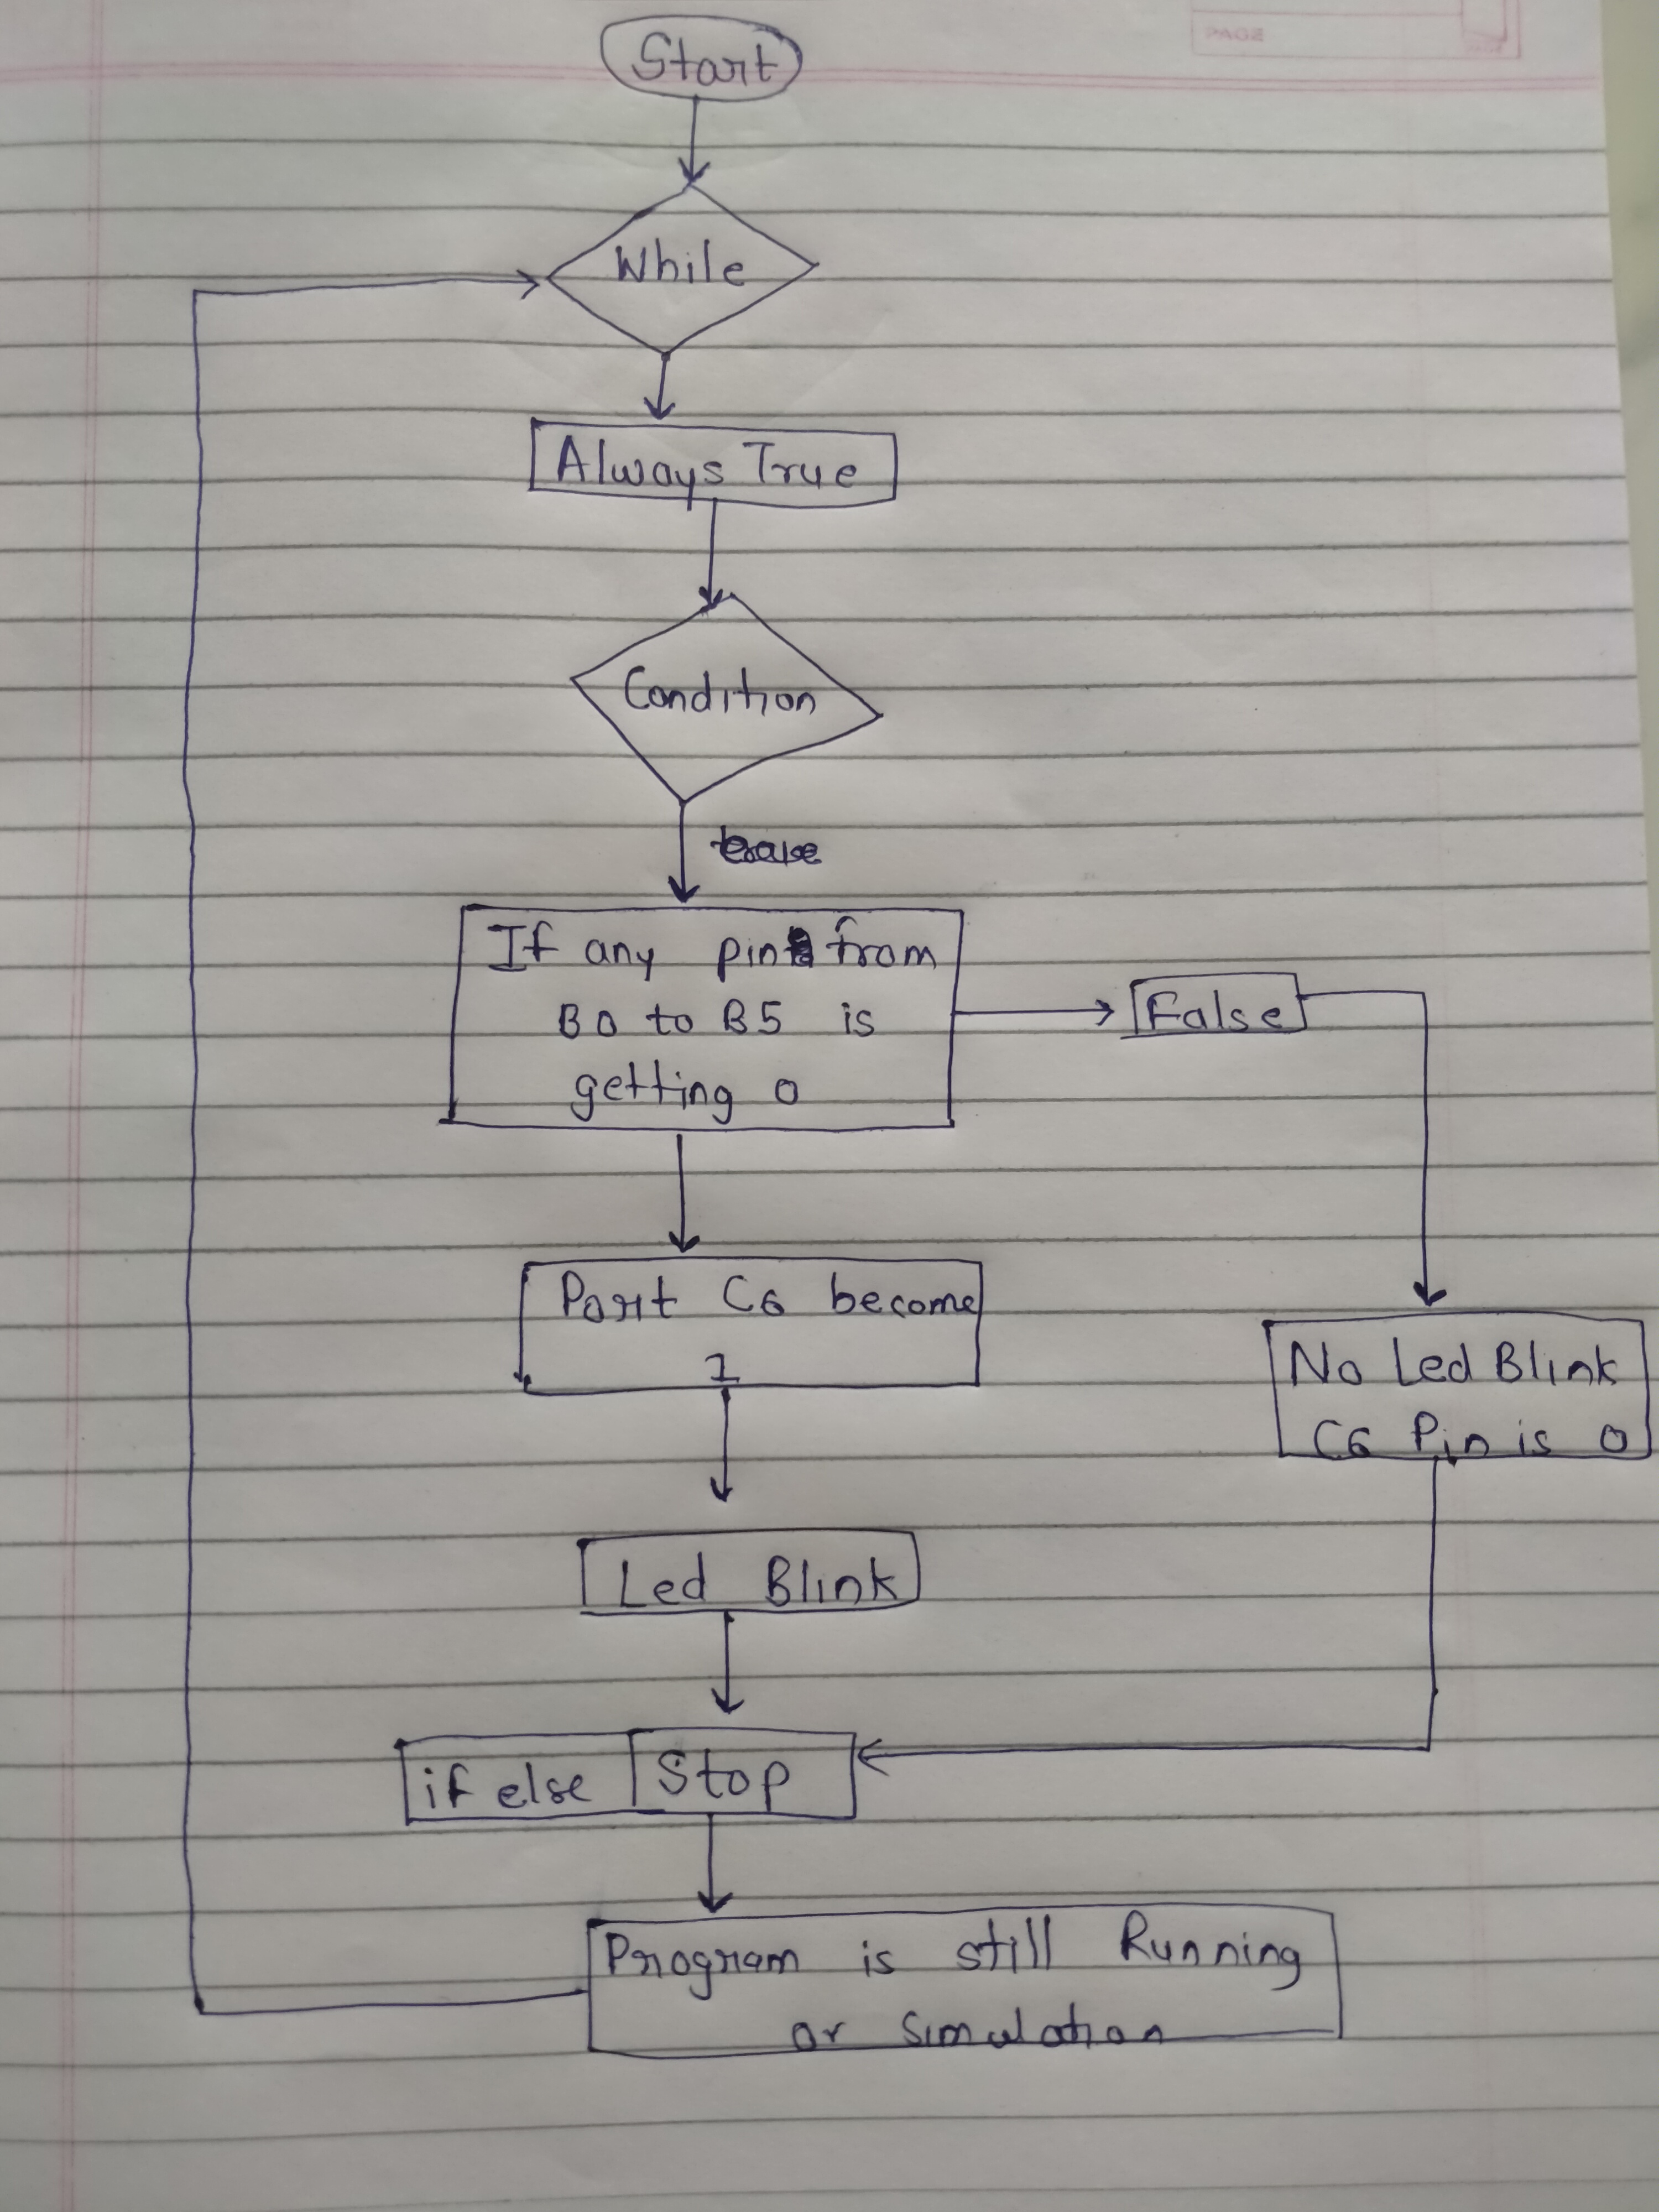 PAGE
Start
While
Always True
Condition
If any pin from
B0 to B5 is
getting 0
False
Port C6 become
1
No Led Blink
C6 Pin is 0
Led Blink
if else Stop
Program is still Running
or simulation